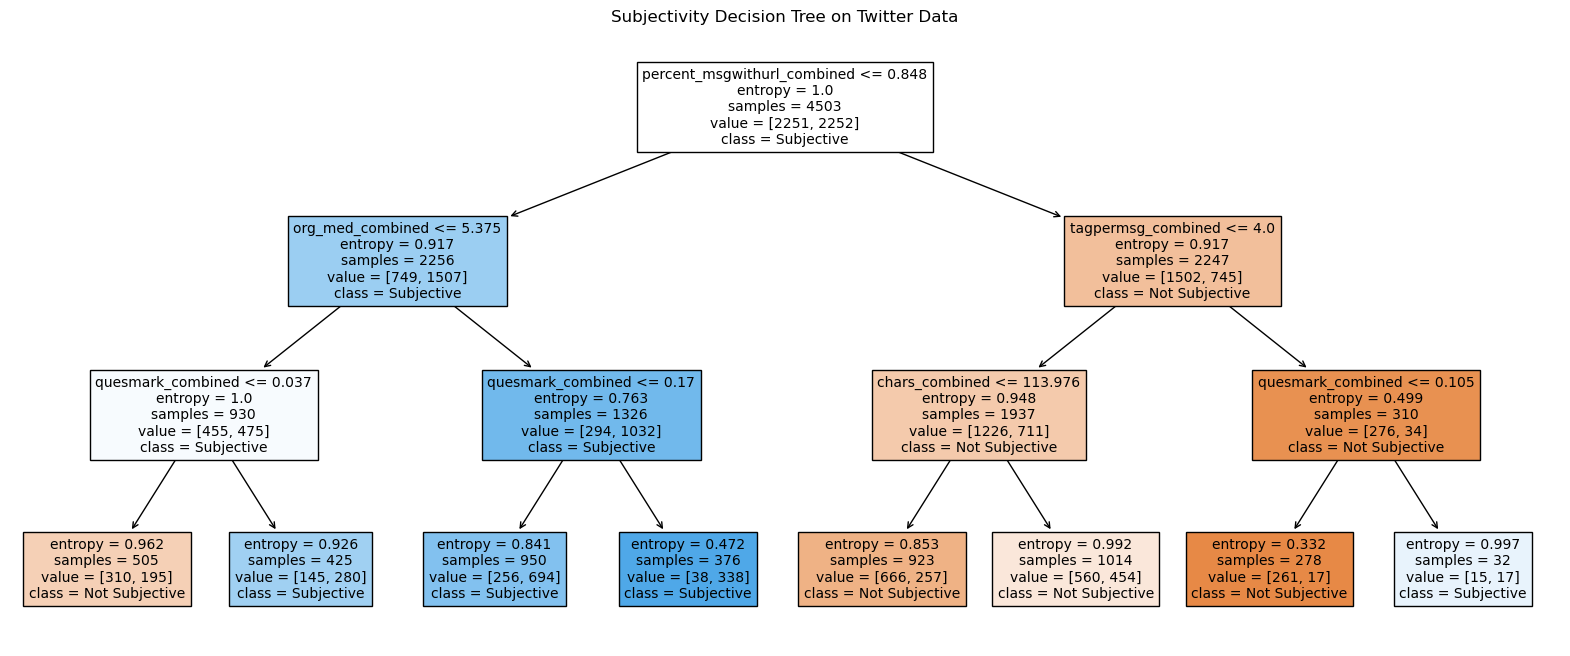 Subjectivity Decision Tree on Twitter Data
percent_msgwithurl_combined <= 0.848
entropy = 1.0
samples = 4503
value = [2251, 2252]
class = Subjective
org_med_combined <= 5.375
entropy = 0.917
samples = 2256
value = [749, 1507]
class = Subjective
tagpermsg_combined <= 4.0
entropy = 0.917
samples = 2247
value = [1502, 745]
class = Not Subjective
quesmark_combined <= 0.037
entropy = 1.0
samples = 930
value = [455, 475]
class = Subjective
quesmark_combined <= 0.17
entropy = 0.763
samples = 1326
value = [294, 1032]
class = Subjective
chars_combined <= 113.976
entropy = 0.948
samples = 1937
value = [1226, 711]
class = Not Subjective
quesmark_combined <= 0.105
entropy = 0.499
samples = 310
value = [276, 34]
class = Not Subjective
entropy = 0.962
samples = 505
value = [310, 195]
class = Not Subjective
entropy = 0.926
samples = 425
value = [145, 280]
class = Subjective
entropy = 0.841
samples = 950
value = [256, 694]
class = Subjective
entropy = 0.472
samples = 376
value = [38, 338]
class = Subjective
entropy = 0.853
samples = 923
value = [666, 257]
class = Not Subjective
entropy = 0.992
samples = 1014
value = [560, 454]
class = Not Subjective
entropy = 0.332
samples = 278
value = [261, 17]
class = Not Subjective
entropy = 0.997
samples = 32
value = [15, 17]
class = Subjective